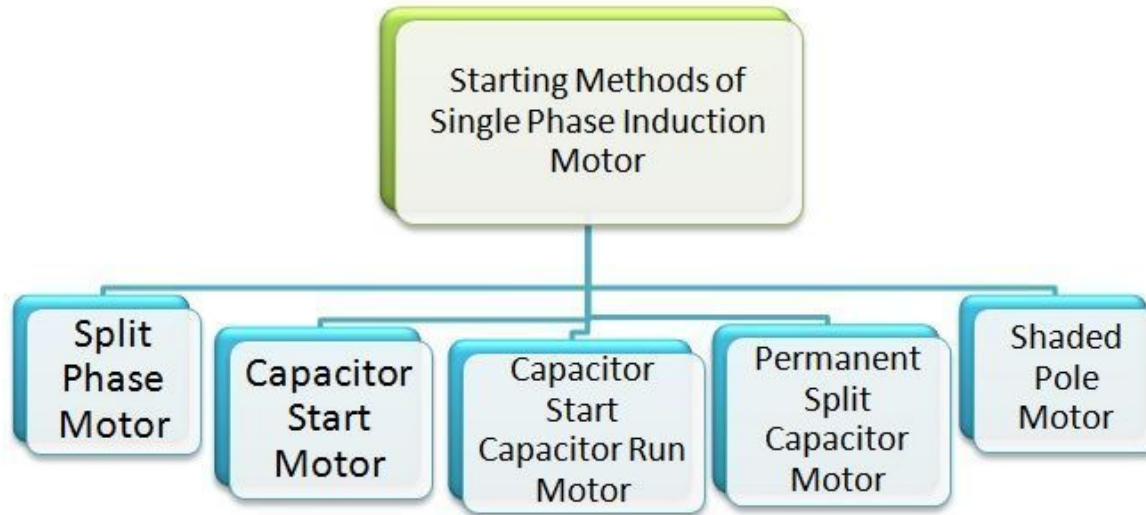 Starting Methods of
Single Phase Induction
Motor
Split
Phase
Motor
Capacitor
Start
Motor
Capacitor
Start
Capacitor Run
Motor
Permanent
Split
Capacitor
Motor
Shaded
Pole
Motor